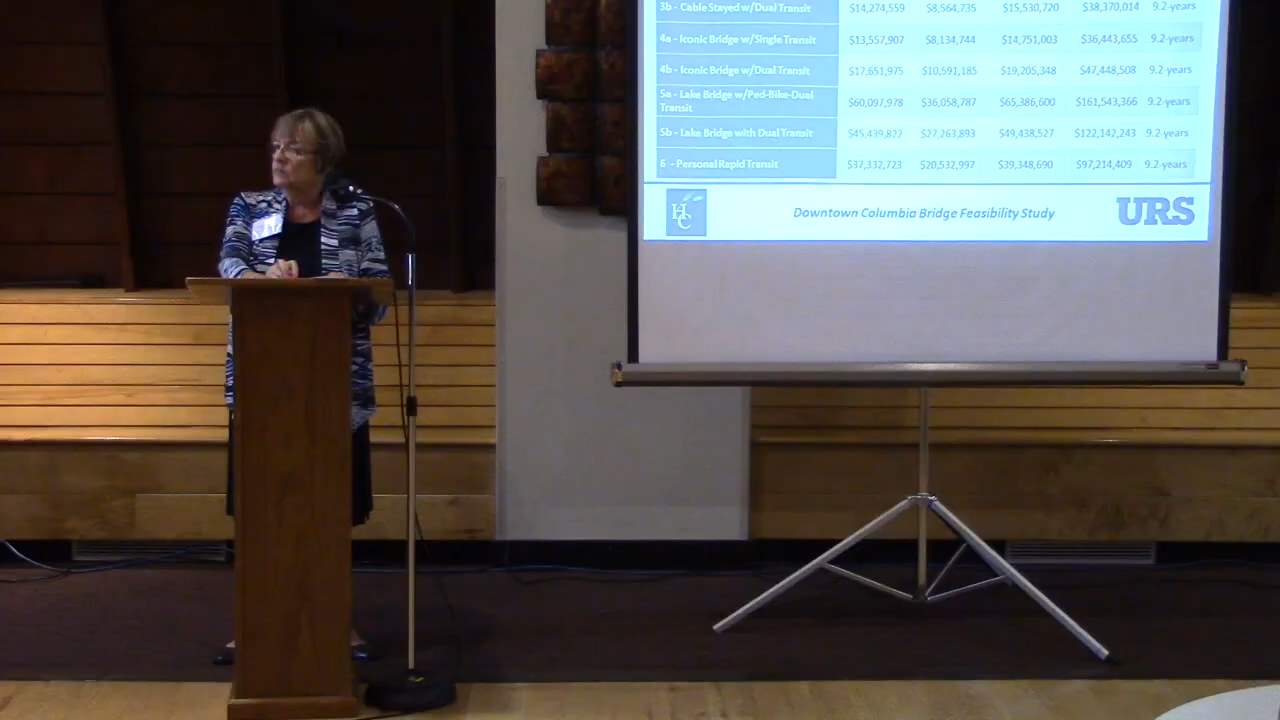 3b - Cable Stayed w/Dual Transit $14,274,559 $8,564,735 $15,530,720 $38,370,014 9.2-years
4a - Iconic Bridge w/Single Transit $13,557,907 $8,134,744 $14,751,003 $36,443,655 9.2-years
4b - Iconic Bridge w/Dual Transit $17,651,975 $10,591,185 $19,205,348 $47,448,508 9.2-years
5a - Lake Bridge w/Ped-Bike-Dual
Transit $60,097,978 $36,058,787 $65,386,600 $161,543,366 9.2-years
5b - Lake Bridge with Dual Transit $45,439,822 $27,263,893 $49,438,527 $122,142,243 9.2-years
6 - Personal Rapid Transit $37,332,723 $20,532,997 $39,348,690 $97,214,409 9.2-years
HC Downtown Columbia Bridge Feasibility Study URS